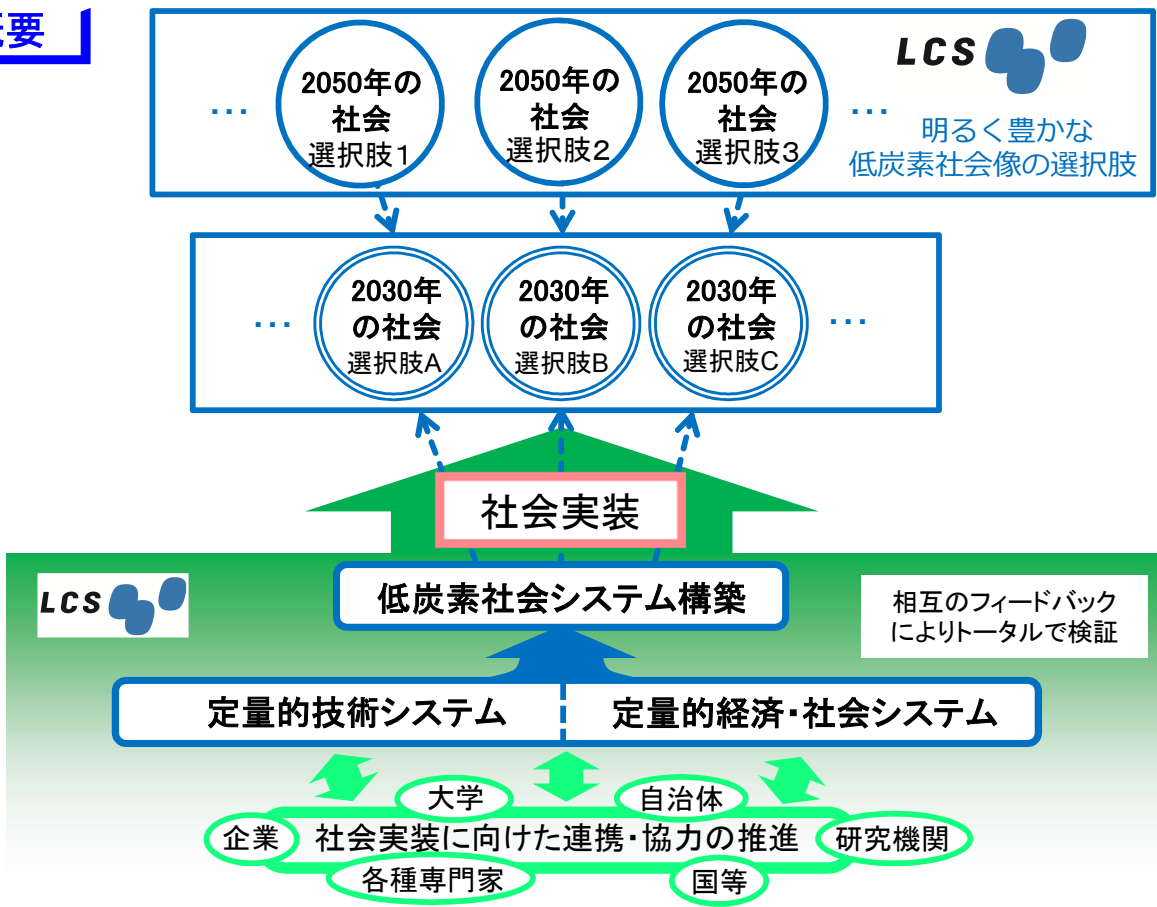 要
LCS
2050年の
社会
選択肢1
2050年の
社会
選択肢2
2050年の
社会
選択肢3
…
…
明るく豊かな
低炭素社会像の選択肢
…
2030年
の社会
選択肢A
2030年
の社会
選択肢B
2030年
の社会
選択肢C
…
社会実装
LCS
低炭素社会システム構築
相互のフィードバック
によりトータルで検証
定量的技術システム
定量的経済・社会システム
大学
自治体
企業
社会実装に向けた連携・協力の推進
研究機関
各種専門家
国等